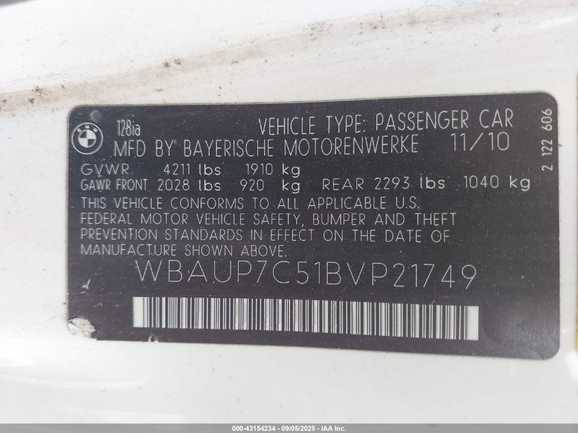 BMW
128ia
VEHICLE TYPE: PASSENGER CAR
MFD BY BAYERISCHE MOTORENWERKE 11/10
GVWR 4211 lbs 1910 kg
GAWR FRONT 2028 lbs 920 kg REAR 2293 lbs 1040 kg
THIS VEHICLE CONFORMS TO ALL APPLICABLE U.S.
FEDERAL MOTOR VEHICLE SAFETY, BUMPER AND THEFT
PREVENTION STANDARDS IN EFFECT ON THE DATE OF
MANUFACTURE SHOWN ABOVE.
WBAUP7C51BVP21749
2 122 606
000-43154234 - 09/05/2025 - IAA Inc.